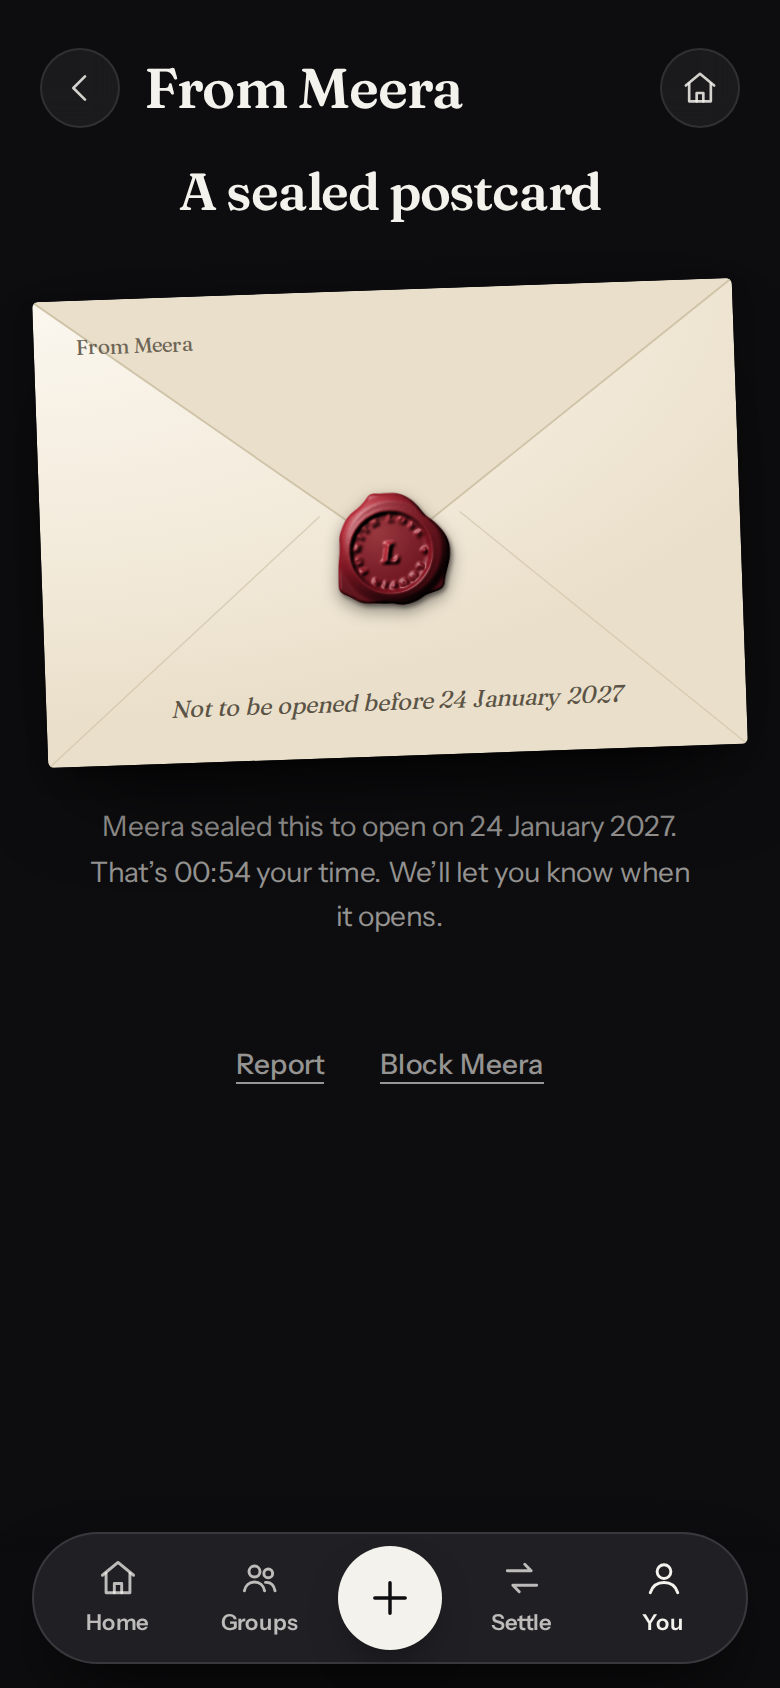 From Meera
A sealed postcard
From Meera
L
Not to be opened before 24 January 2027
Meera sealed this to open on 24 January 2027.
That’s 00:54 your time. We’ll let you know when
it opens.
Report Block Meera
Home Groups Settle You